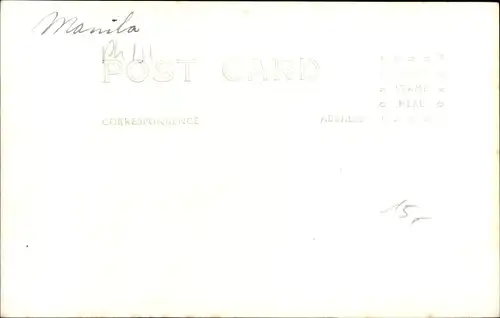 Manila
Phil
POST CARD
STAMP
HERE
CORRESPONDENCE ADDRESS
15,-